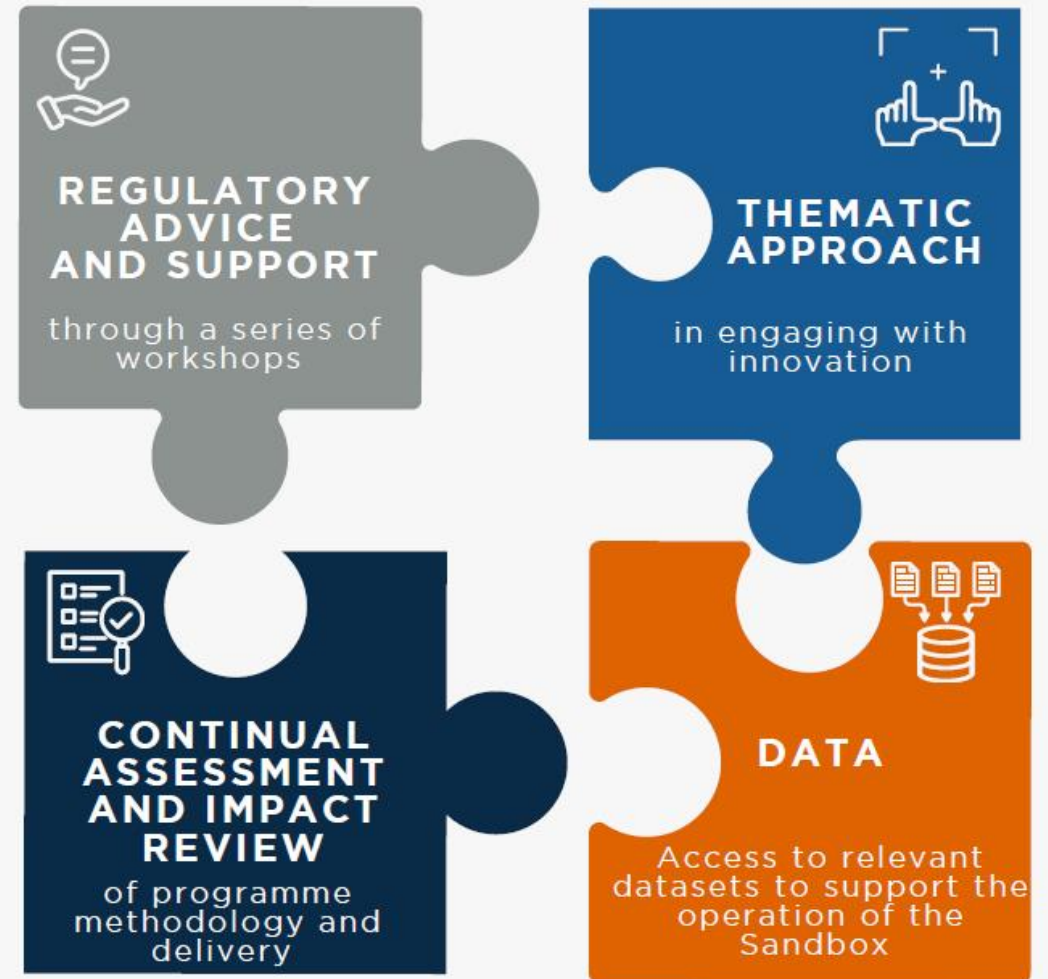 REGULATORY
ADVICE
AND SUPPORT
through a series of
workshops
THEMATIC
APPROACH
in engaging with
innovation
CONTINUAL
ASSESSMENT
AND IMPACT
REVIEW
of programme
methodology and
delivery
DATA
Access to relevant
datasets to support the
operation of the
Sandbox